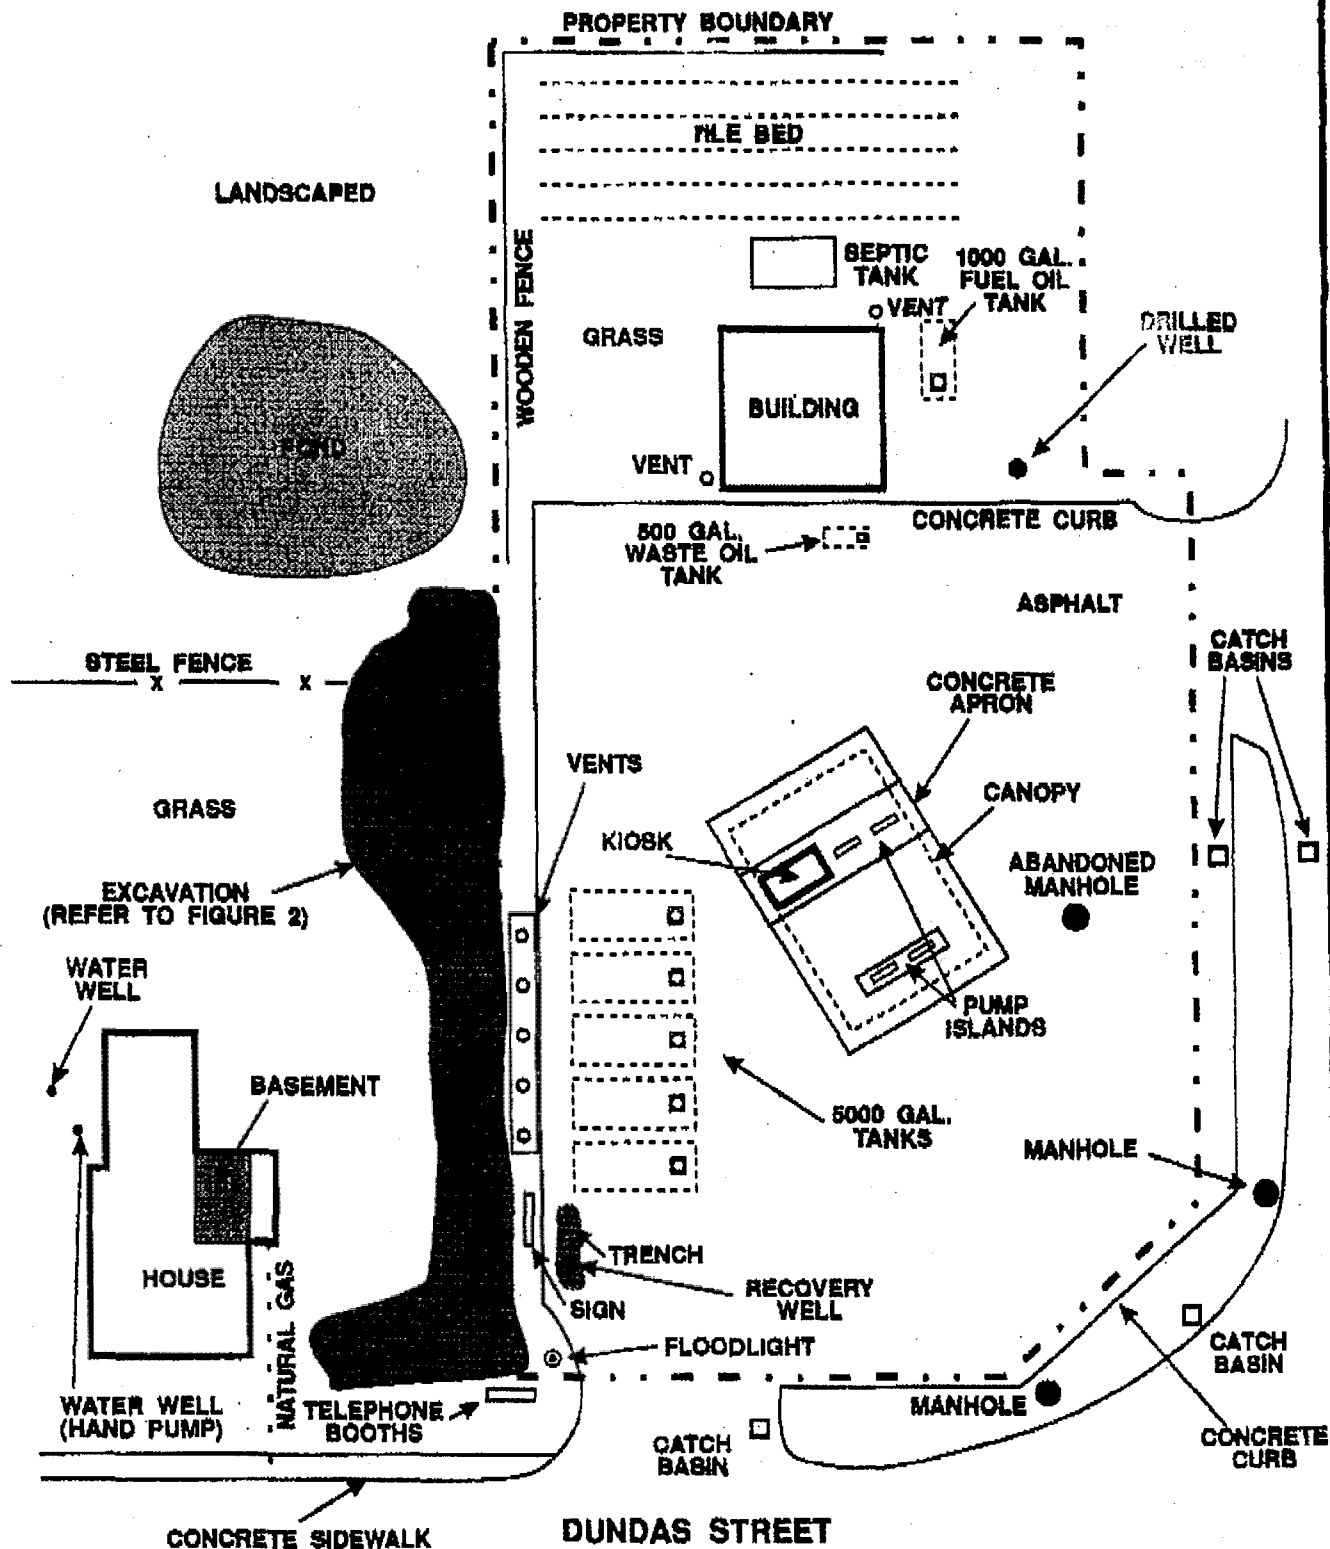 PROPERTY BOUNDARY
TILE BED
LANDSCAPED
WOODEN FENCE
SEPTIC
TANK
1000 GAL.
FUEL OIL
TANK
VENT
GRASS
DRILLED
WELL
BUILDING
POND
VENT
CONCRETE CURB
500 GAL.
WASTE OIL
TANK
ASPHALT
CATCH
BASINS
STEEL FENCE
X
X
CONCRETE
APRON
VENTS
CANOPY
GRASS
KIOSK
ABANDONED
MANHOLE
EXCAVATION
(REFER TO FIGURE 2)
WATER
WELL
PUMP
ISLANDS
BASEMENT
5000 GAL.
TANKS
MANHOLE
TRENCH
HOUSE
NATURAL GAS
RECOVERY
WELL
SIGN
FLOODLIGHT
CATCH
BASIN
WATER WELL
(HAND PUMP)
TELEPHONE
BOOTHS
MANHOLE
CATCH
BASIN
CONCRETE
CURB
CONCRETE SIDEWALK
DUNDAS STREET